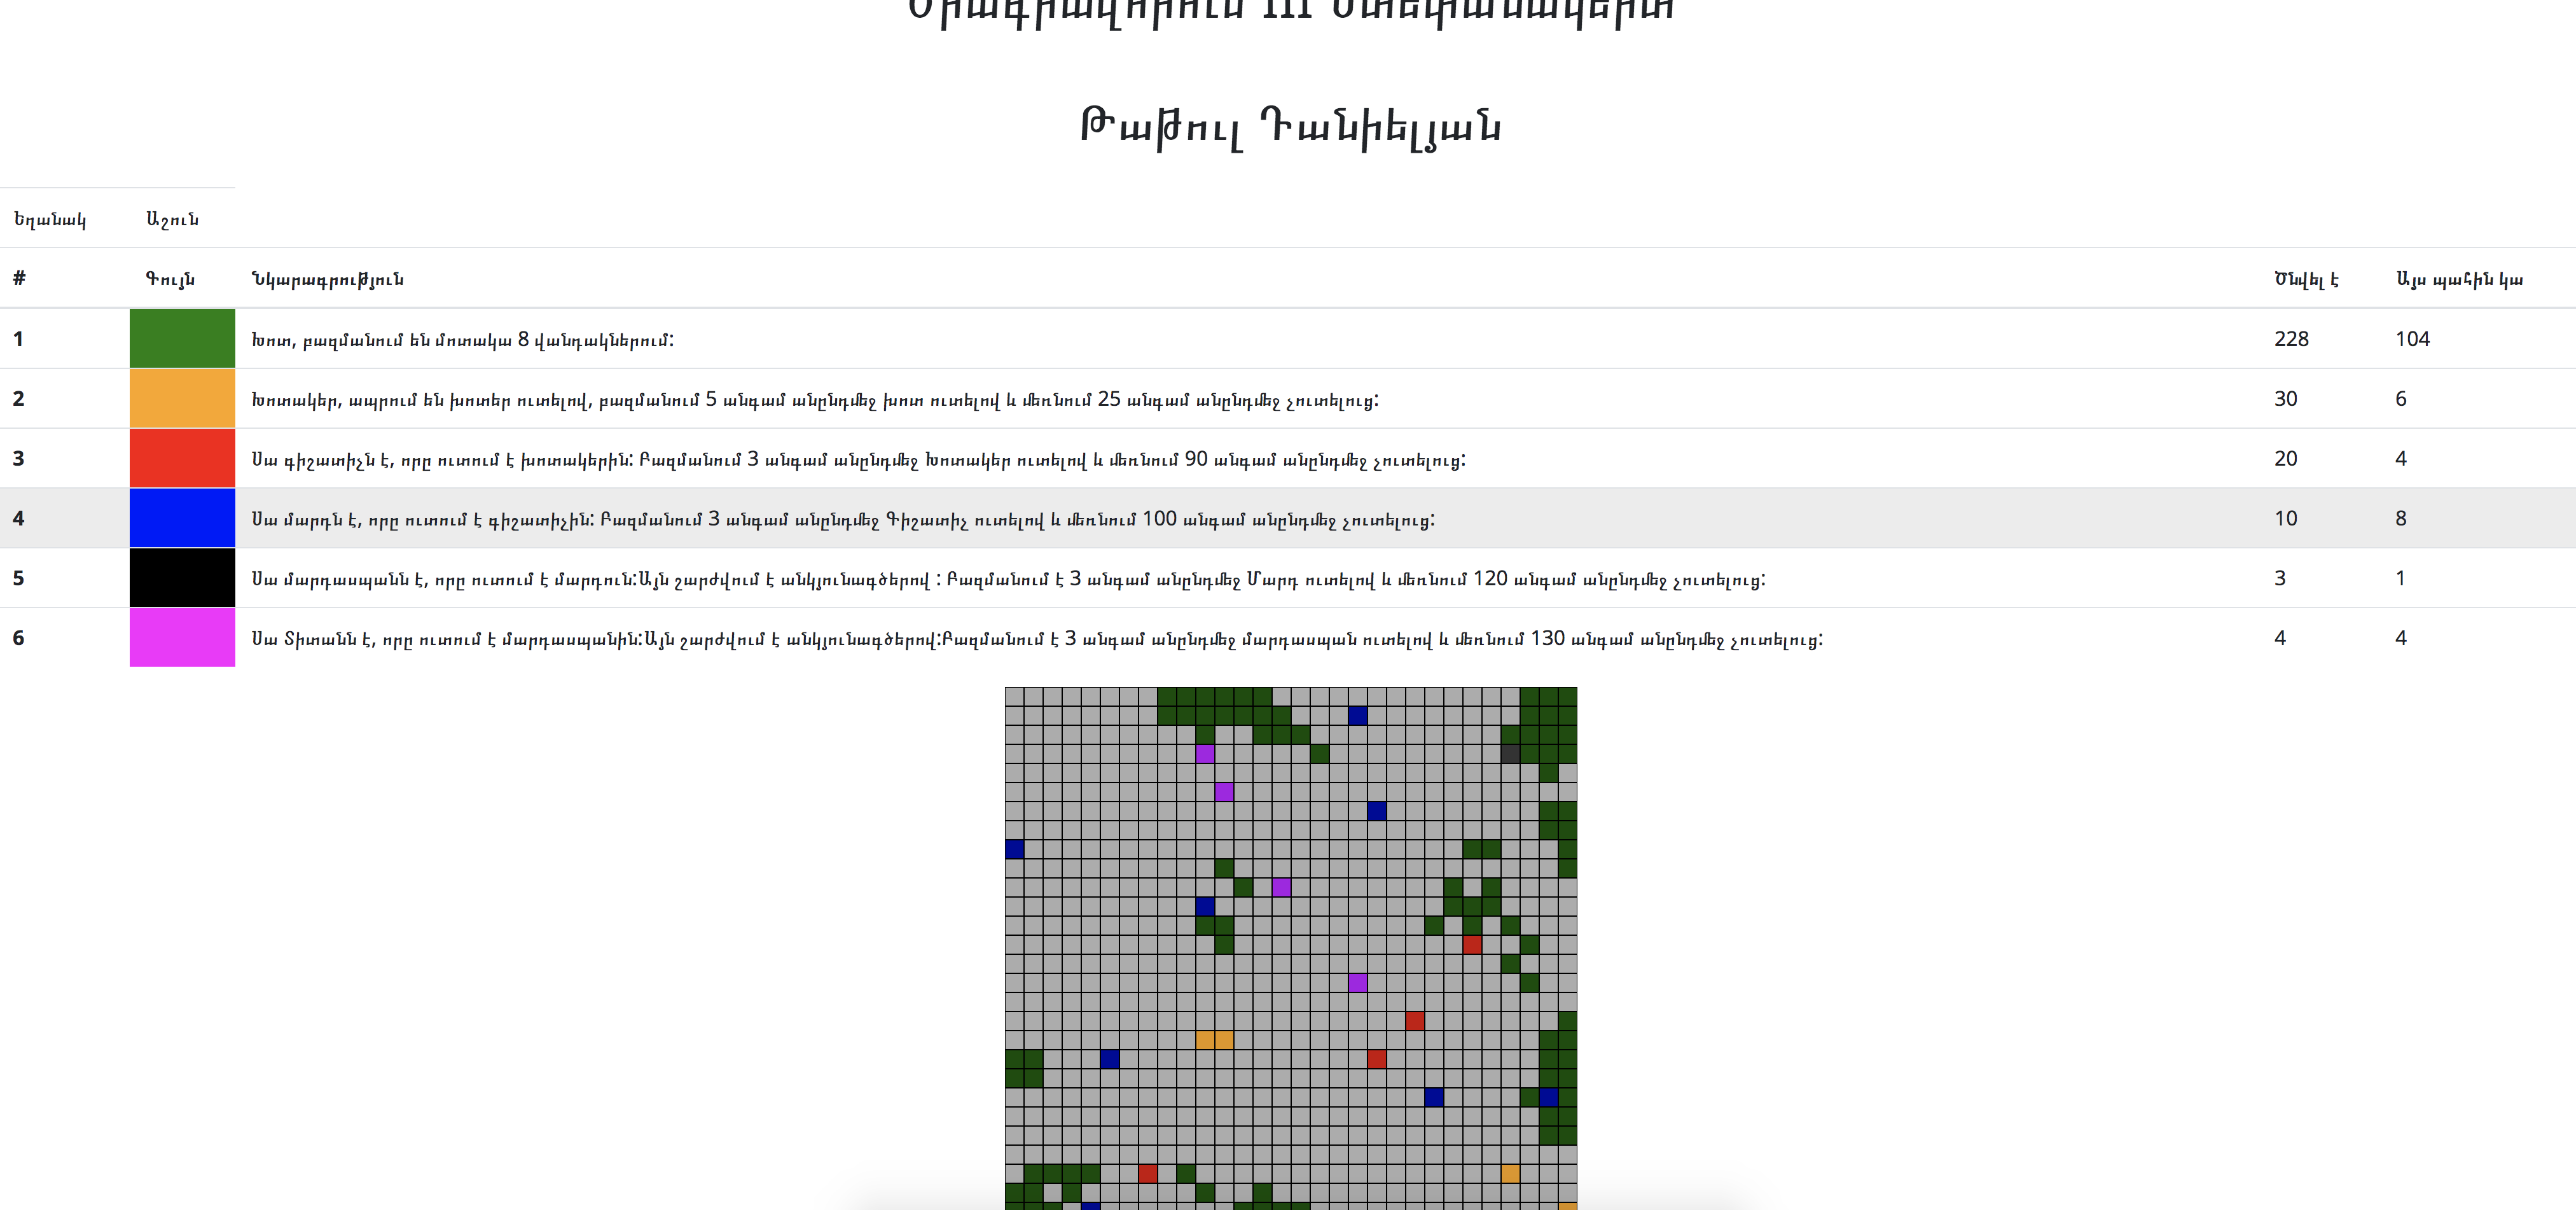 Ծրագրավորում III Ստեփանակերտ
Թաթուլ Դանիելյան
Եղանակ Աշուն
# Գույն Նկարագրություն Ծնվել է Այս պահին կա
1 Խոտ, բազմանում են մոտակա 8 վանդակներում: 228 104
2 Խոտակեր, ապրում են խոտեր ուտելով, բազմանում 5 անգամ անընդմեջ խոտ ուտելով և մեռնում 25 անգամ անընդմեջ չուտելուց: 30 6
3 Սա գիշատիչն է, որը ուտում է խոտակերին: Բազմանում 3 անգամ անընդմեջ Խոտակեր ուտելով և մեռնում 90 անգամ անընդմեջ չուտելուց: 20 4
4 Սա մարդն է, որը ուտում է գիշատիչին: Բազմանում 3 անգամ անընդմեջ Գիշատիչ ուտելով և մեռնում 100 անգամ անընդմեջ չուտելուց: 10 8
5 Սա մարդասպանն է, որը ուտում է մարդուն:Այն շարժվում է անկյունագծերով : Բազմանում է 3 անգամ անընդմեջ Մարդ ուտելով և մեռնում 120 անգամ անընդմեջ չուտելուց: 3 1
6 Սա Տիտանն է, որը ուտում է մարդասպանին:Այն շարժվում է անկյունագծերով:Բազմանում է 3 անգամ անընդմեջ մարդասպան ուտելով և մեռնում 130 անգամ անընդմեջ չուտելուց: 4 4